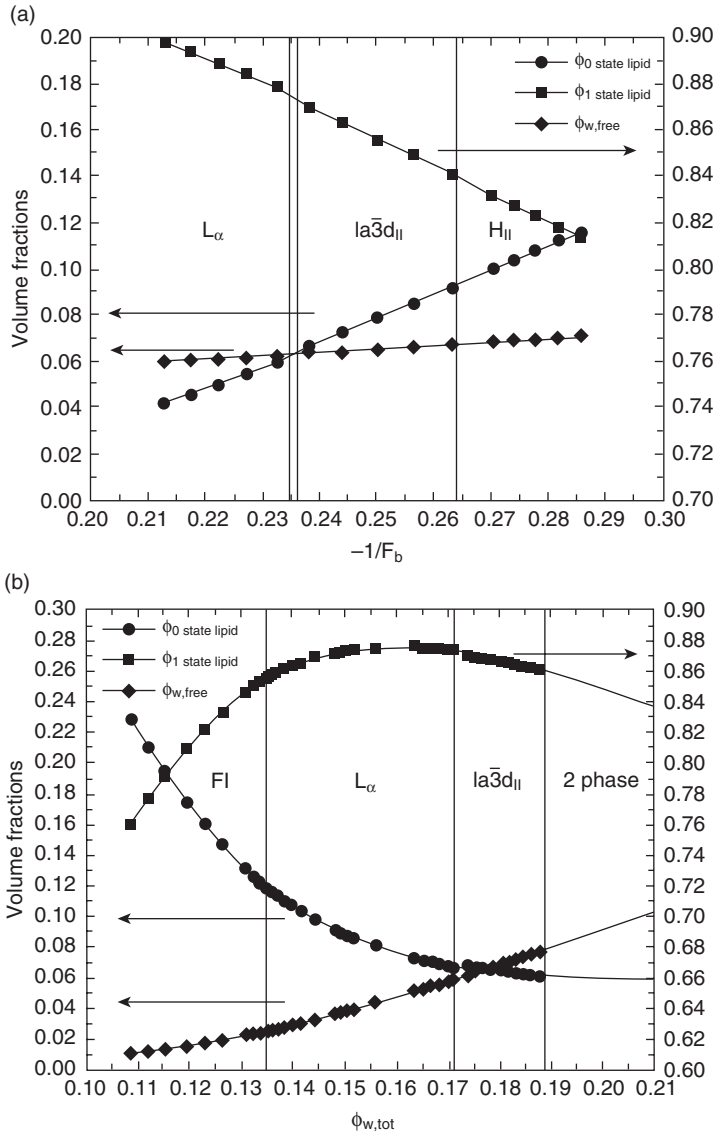 (a)
0.20
0.18
0.16
0.14
0.12
0.10
0.08
0.06
0.04
0.02
0.00
Volume fractions
0.90
0.88
0.86
0.84
0.82
0.80
0.78
0.76
0.74
0.72
0.70
ϕ0 state lipid
ϕ1 state lipid
ϕw,free
Lα
Ia3̄dII
HII
0.20 0.21 0.22 0.23 0.24 0.25 0.26 0.27 0.28 0.29 0.30
–1/Fb
(b)
0.30
0.28
0.26
0.24
0.22
0.20
0.18
0.16
0.14
0.12
0.10
0.08
0.06
0.04
0.02
0.00
Volume fractions
0.90
0.88
0.86
0.84
0.82
0.80
0.78
0.76
0.74
0.72
0.70
0.68
0.66
0.64
0.62
0.60
ϕ0 state lipid
ϕ1 state lipid
ϕw,free
FI
Lα
Ia3̄dII
2 phase
0.10 0.11 0.12 0.13 0.14 0.15 0.16 0.17 0.18 0.19 0.20 0.21
ϕw,tot